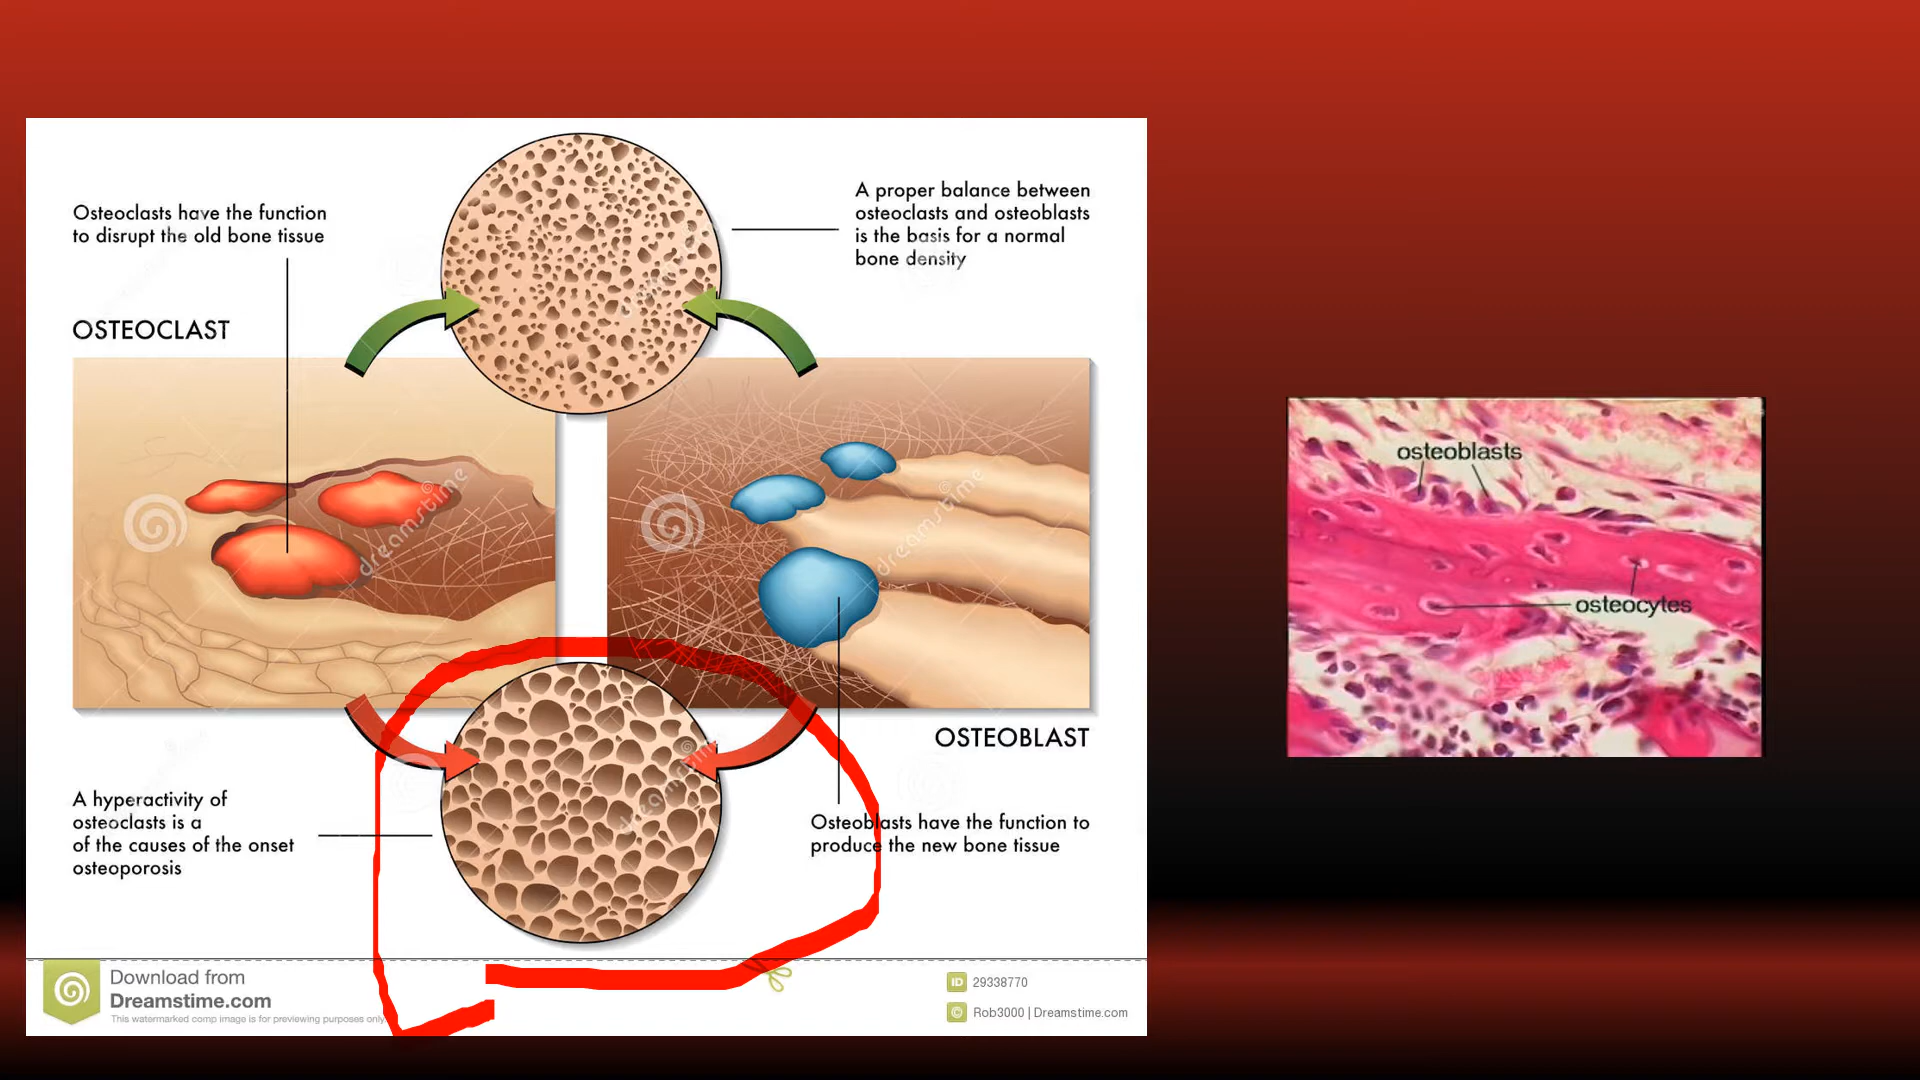 Osteoclasts have the function
to disrupt the old bone tissue
A proper balance between
osteoclasts and osteoblasts
is the basis for a normal
bone density
OSTEOCLAST
osteoblasts
osteocytes
dreamstime
dreamstime
OSTEOBLAST
A hyperactivity of
osteoclasts is a
of the causes of the onset
osteoporosis
Osteoblasts have the function to
produce the new bone tissue
Download from
Dreamstime.com
This watermarked comp image is for previewing purposes only
ID 29338770
© Rob3000 | Dreamstime.com